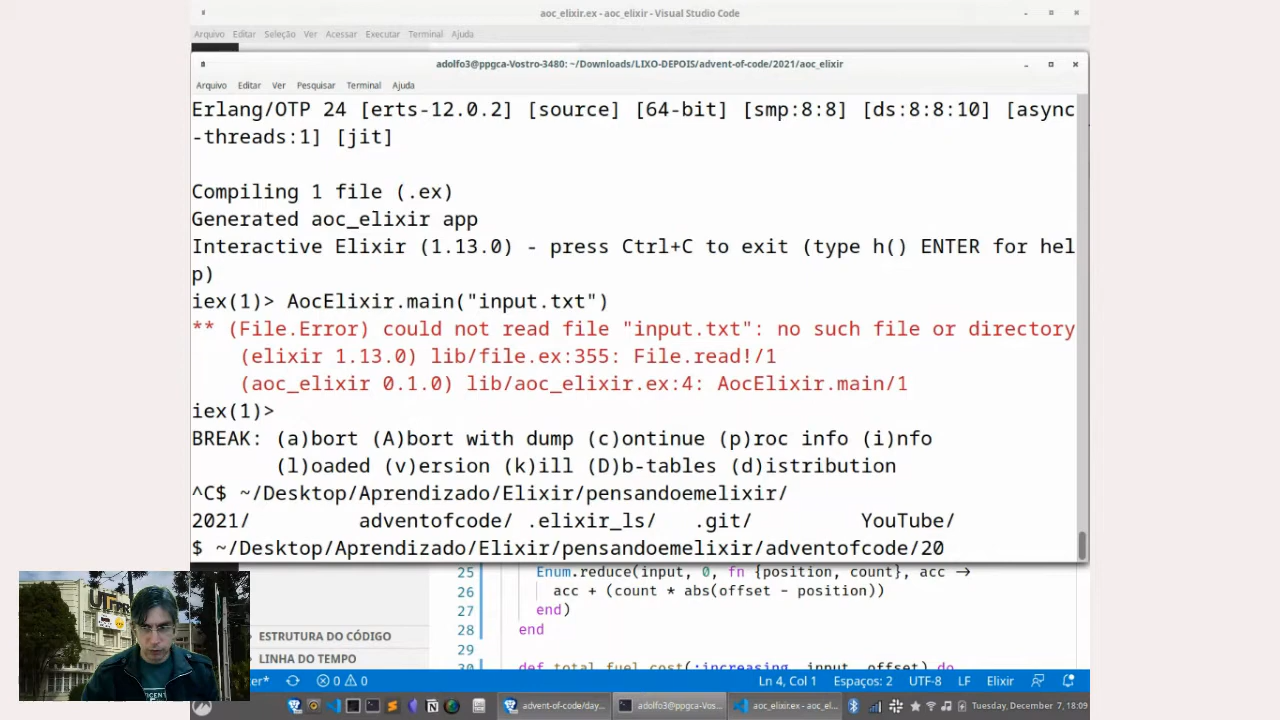 aoc_elixir.ex - aoc_elixir - Visual Studio Code
Arquivo Editar Seleção Ver Acessar Executar Terminal Ajuda
adolfo3@ppgca-Vostro-3480: ~/Downloads/LIXO-DEPOIS/advent-of-code/2021/aoc_elixir
Arquivo Editar Ver Pesquisar Terminal Ajuda
Erlang/OTP 24 [erts-12.0.2] [source] [64-bit] [smp:8:8] [ds:8:8:10] [async
-threads:1] [jit]
Compiling 1 file (.ex)
Generated aoc_elixir app
Interactive Elixir (1.13.0) - press Ctrl+C to exit (type h() ENTER for hel
p)
iex(1)> AocElixir.main("input.txt")
** (File.Error) could not read file "input.txt": no such file or directory
(elixir 1.13.0) lib/file.ex:355: File.read!/1
(aoc_elixir 0.1.0) lib/aoc_elixir.ex:4: AocElixir.main/1
iex(1)>
BREAK: (a)bort (A)bort with dump (c)ontinue (p)roc info (i)nfo
(l)oaded (v)ersion (k)ill (D)b-tables (d)istribution
^C$ ~/Desktop/Aprendizado/Elixir/pensandoemelixir/
2021/ adventofcode/ .elixir_ls/ .git/ YouTube/
$ ~/Desktop/Aprendizado/Elixir/pensandoemelixir/adventofcode/20
25 Enum.reduce(input, 0, fn {position, count}, acc →
26 acc + (count * abs(offset - position))
27 end)
28 end
29
30 def total_fuel_cost(:increasing, input, offset) do
ESTRUTURA DO CÓDIGO
LINHA DO TEMPO
er* 0 0 Ln 4, Col 1 Espaços: 2 UTF-8 LF Elixir
advent-of-code/day... adolfo3@ppgca-Vos... aoc_elixir.ex - aoc_el... Tuesday, December 7, 18:09